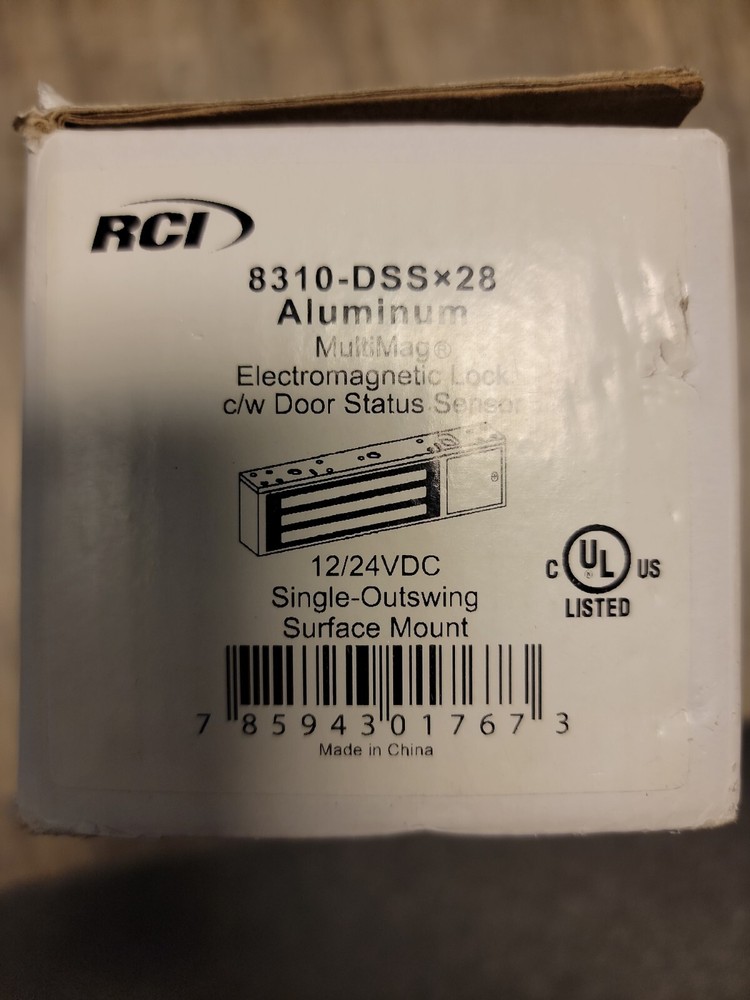 RCI
8310-DSS×28
Aluminum
MultiMag®
Electromagnetic Lock
c/w Door Status Sensor
12/24VDC
Single-Outswing
Surface Mount
C UL ® US
LISTED
7 85943 01767 3
Made in China